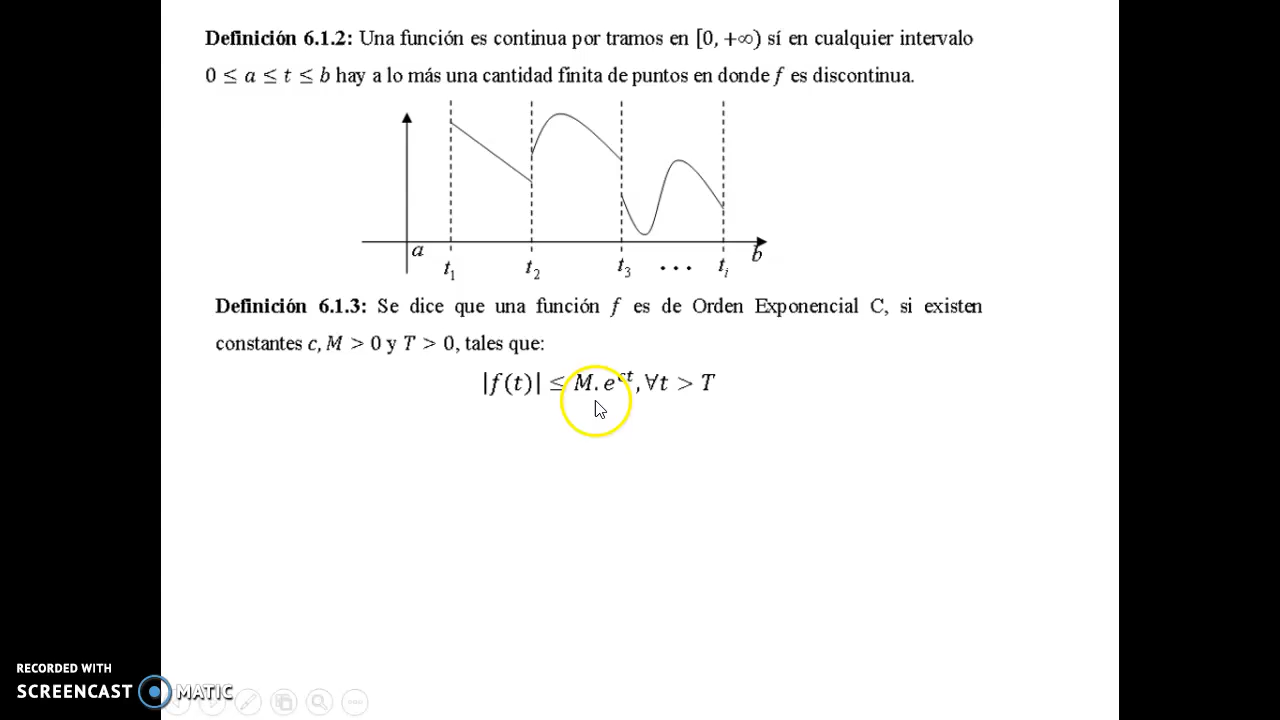 Definición 6.1.2: Una función es continua por tramos en [0, +∞) sí en cualquier intervalo
0 ≤ a ≤ t ≤ b hay a lo más una cantidad finita de puntos en donde f es discontinua.
a
b
t₁ t₂ t₃ ... tᵢ
Definición 6.1.3: Se dice que una función f es de Orden Exponencial C, si existen
constantes c, M > 0 y T > 0, tales que:
|f(t)| ≤ M. e^ct, ∀t > T
RECORDED WITH
SCREENCAST MATIC